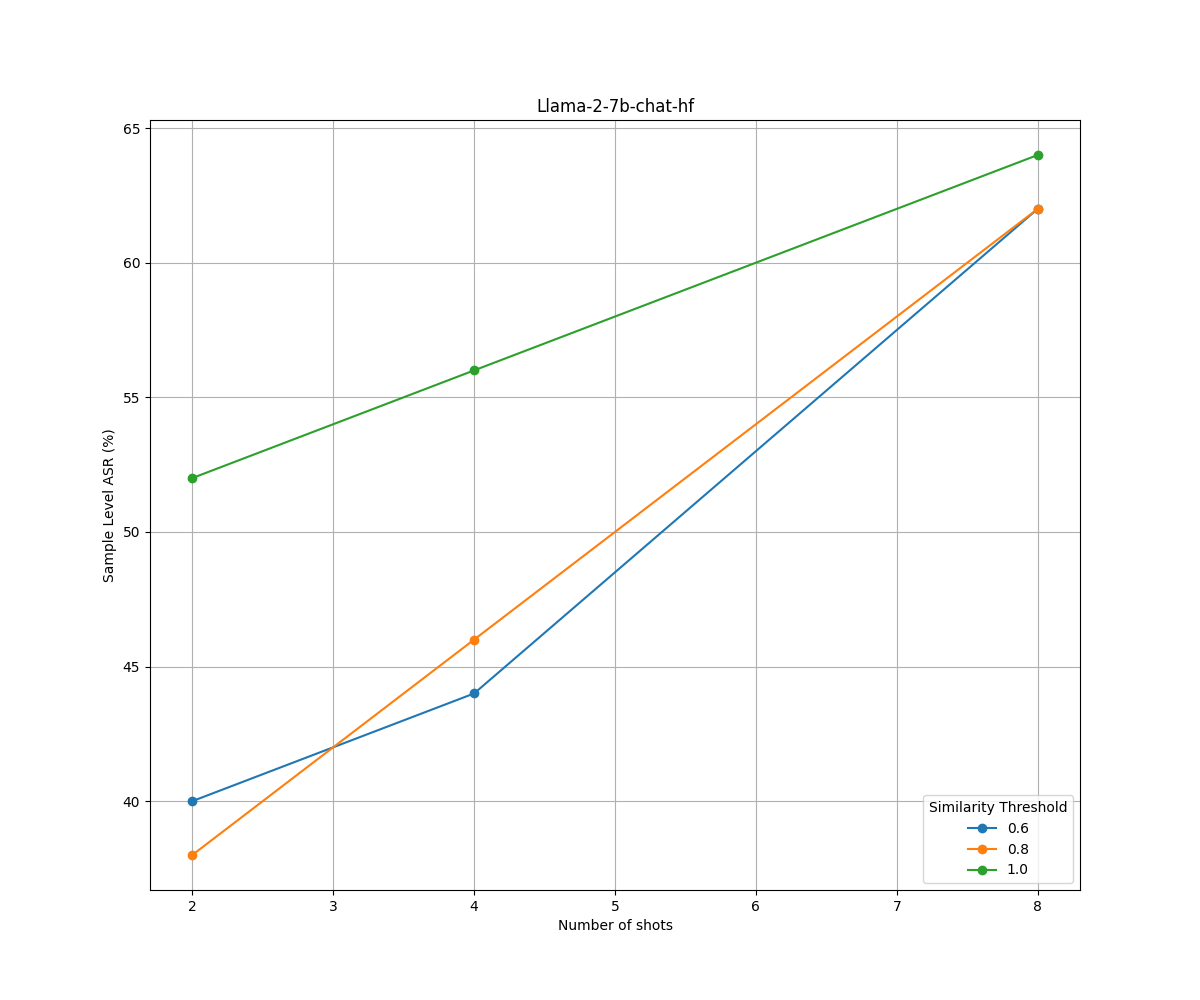 Llama-2-7b-chat-hf
65
60
55
50
45
40
Sample Level ASR (%)
2 3 4 5 6 7 8
Number of shots
Similarity Threshold
0.6
0.8
1.0